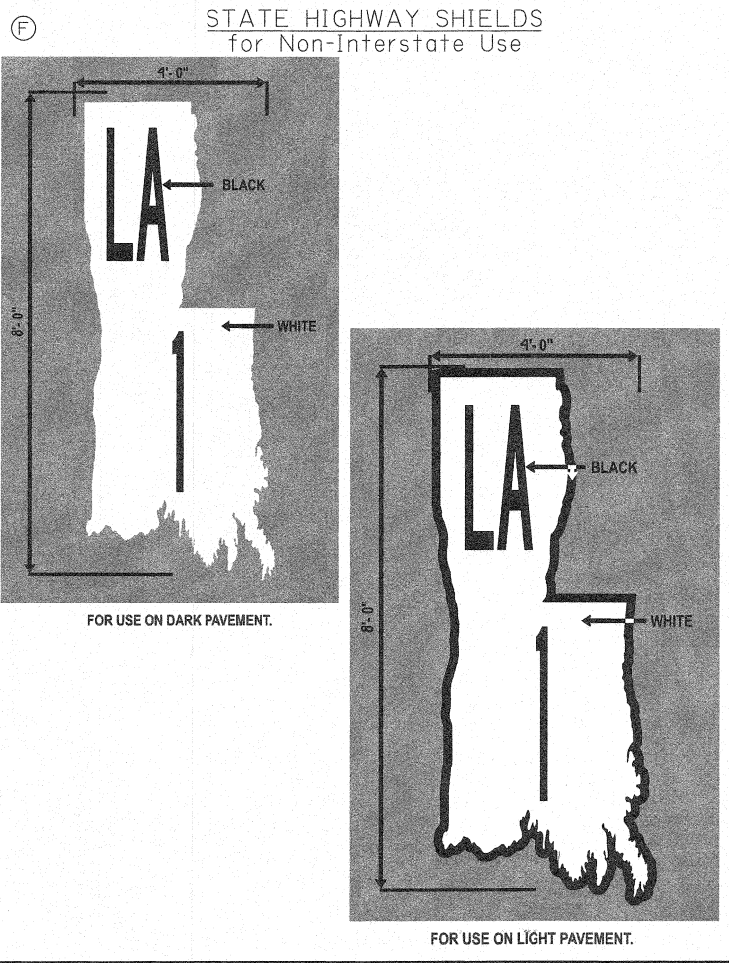 F
STATE HIGHWAY SHIELDS
for Non-Interstate Use
4'-0"
8'-0"
LA
BLACK
WHITE
1
FOR USE ON DARK PAVEMENT.
4'-0"
8'-0"
LA
BLACK
WHITE
1
FOR USE ON LIGHT PAVEMENT.